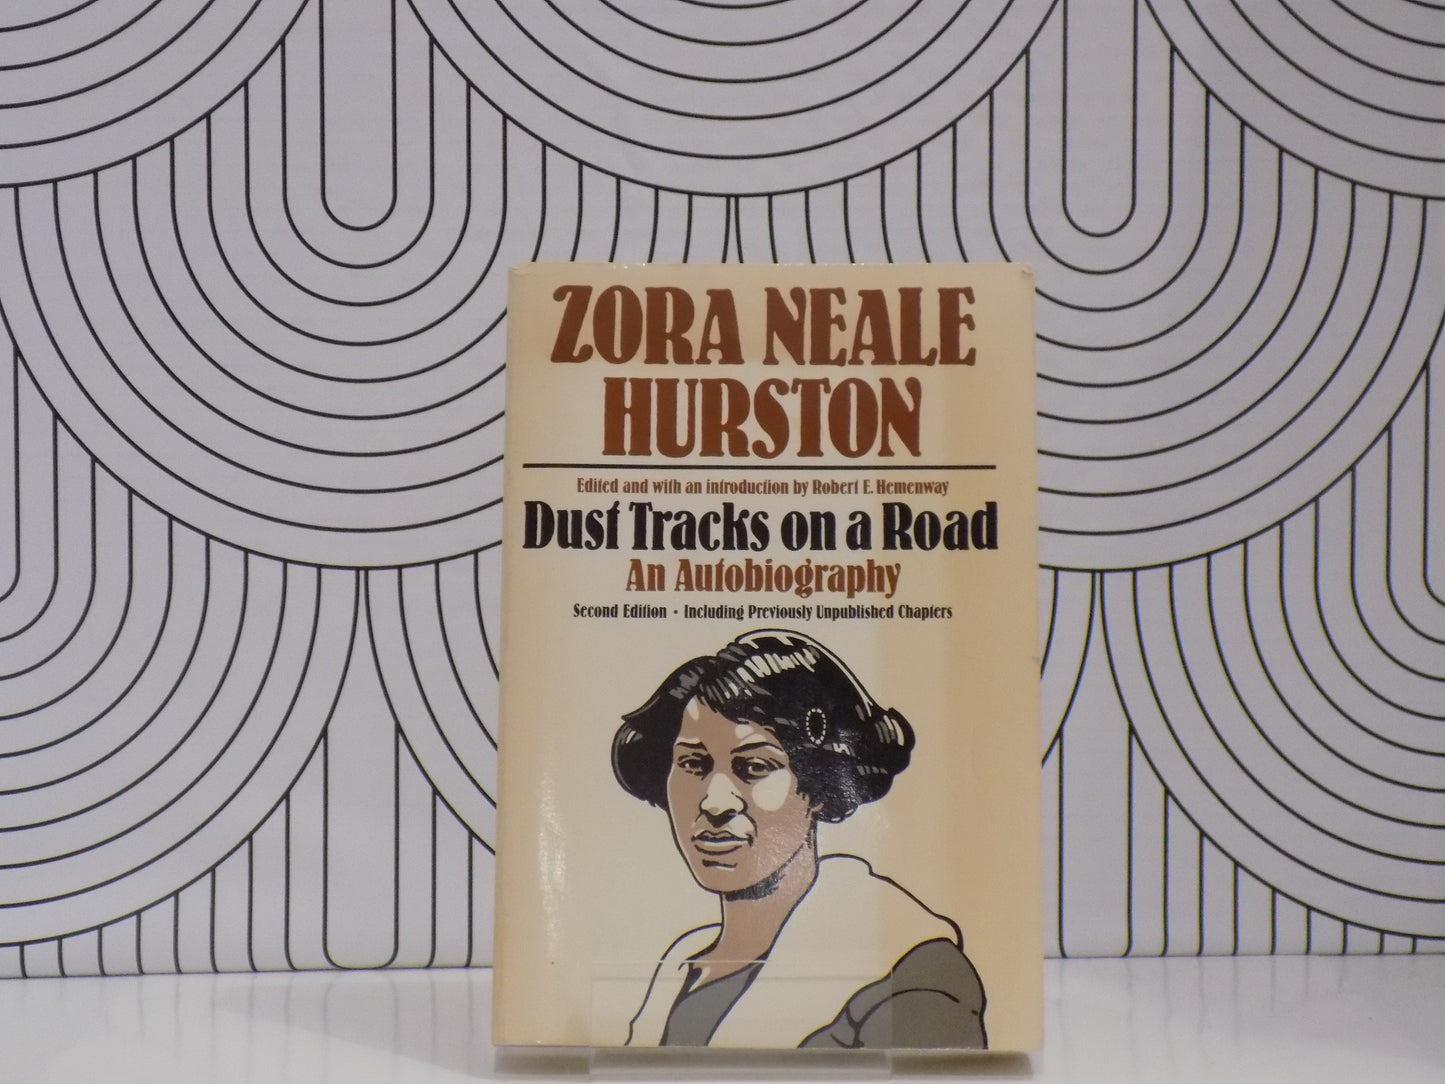 ZORA NEALE
HURSTON
Edited and with an introduction by Robert E. Hemenway
Dust Tracks on a Road
An Autobiography
Second Edition • Including Previously Unpublished Chapters